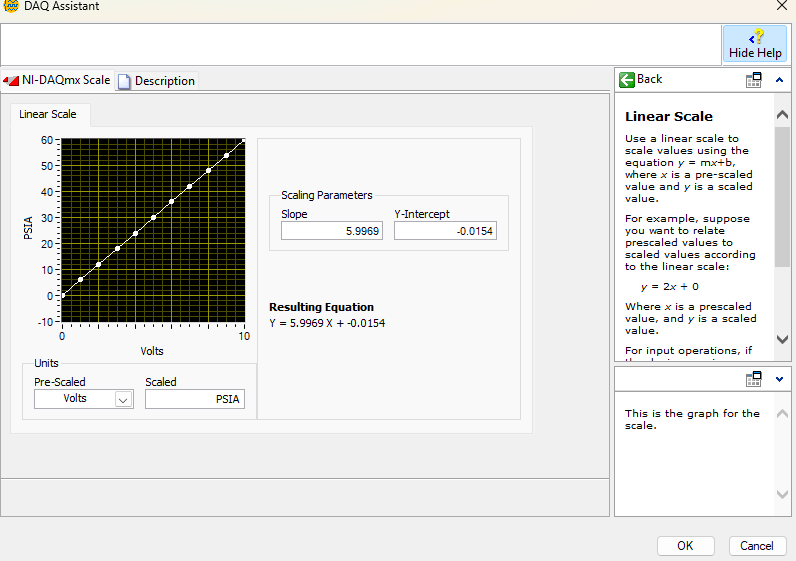 DAQ Assistant
Hide Help
NI-DAQmx Scale
Description
Back
Linear Scale
60
50
40
30
20
10
0
-10
PSIA
0
10
Volts
Scaling Parameters
Slope
Y-Intercept
5.9969
-0.0154
Resulting Equation
Y = 5.9969 X + -0.0154
Units
Pre-Scaled
Scaled
Volts
PSIA
Linear Scale
Use a linear scale to
scale values using the
equation y = mx+b,
where x is a pre-scaled
value and y is a scaled
value.
For example, suppose
you want to relate
prescaled values to
scaled values according
to the linear scale:
y = 2x + 0
Where x is a prescaled
value, and y is a scaled
value.
For input operations, if
This is the graph for the
scale.
OK
Cancel